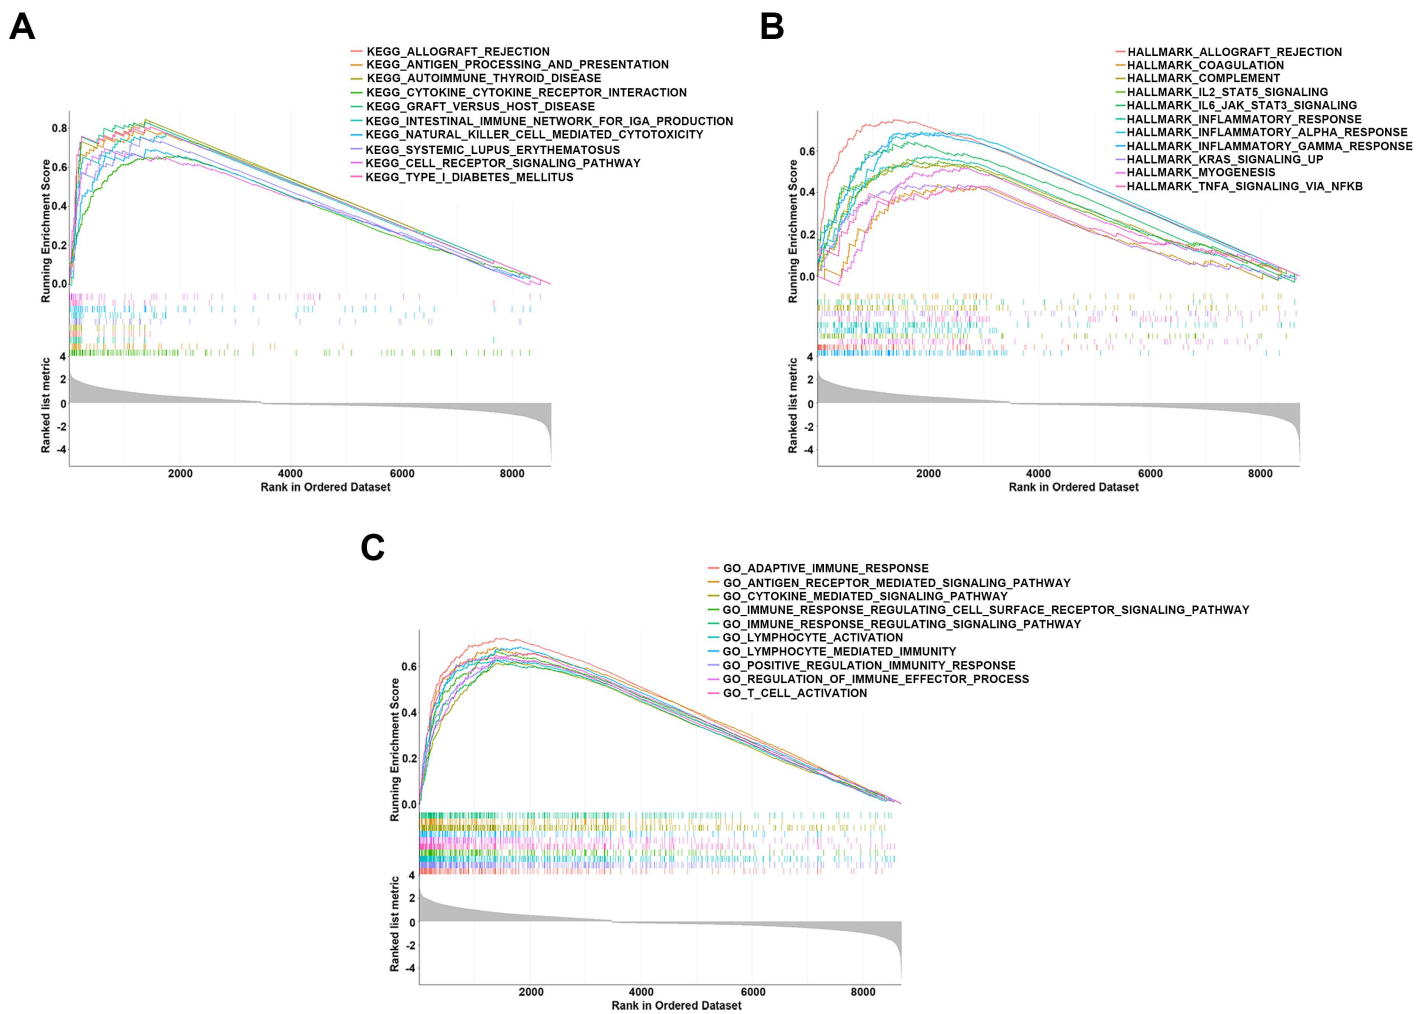 A
KEGG_ALLOGRAFT_REJECTION
KEGG_ANTIGEN_PROCESSING_AND_PRESENTATION
KEGG_AUTOIMMUNE_THYROID_DISEASE
KEGG_CYTOKINE_CYTOKINE_RECEPTOR_INTERACTION
KEGG_GRAFT_VERSUS_HOST_DISEASE
KEGG_INTESTINAL_IMMUNE_NETWORK_FOR_IGA_PRODUCTION
KEGG_NATURAL_KILLER_CELL_MEDIATED_CYTOTOXICITY
KEGG_SYSTEMIC_LUPUS_ERYTHEMATOSUS
KEGG_CELL_RECEPTOR_SIGNALING_PATHWAY
KEGG_TYPE_I_DIABETES_MELLITUS
Running Enrichment Score
0.8
0.6
0.4
0.2
0.0
Ranked list metric
4
2
0
-2
-4
2000 4000 6000 8000
Rank in Ordered Dataset
B
HALLMARK_ALLOGRAFT_REJECTION
HALLMARK_COAGULATION
HALLMARK_COMPLEMENT
HALLMARK_IL2_STAT5_SIGNALING
HALLMARK_IL6_JAK_STAT3_SIGNALING
HALLMARK_INFLAMMATORY_RESPONSE
HALLMARK_INFLAMMATORY_ALPHA_RESPONSE
HALLMARK_INFLAMMATORY_GAMMA_RESPONSE
HALLMARK_KRAS_SIGNALING_UP
HALLMARK_MYOGENESIS
HALLMARK_TNFA_SIGNALING_VIA_NFKB
Running Enrichment Score
0.6
0.4
0.2
0.0
Ranked list metric
4
2
0
-2
-4
2000 4000 6000 8000
Rank in Ordered Dataset
C
GO_ADAPTIVE_IMMUNE_RESPONSE
GO_ANTIGEN_RECEPTOR_MEDIATED_SIGNALING_PATHWAY
GO_CYTOKINE_MEDIATED_SIGNALING_PATHWAY
GO_IMMUNE_RESPONSE_REGULATING_CELL_SURFACE_RECEPTOR_SIGNALING_PATHWAY
GO_IMMUNE_RESPONSE_REGULATING_SIGNALING_PATHWAY
GO_LYMPHOCYTE_ACTIVATION
GO_LYMPHOCYTE_MEDIATED_IMMUNITY
GO_POSITIVE_REGULATION_IMMUNITY_RESPONSE
GO_REGULATION_OF_IMMUNE_EFFECTOR_PROCESS
GO_T_CELL_ACTIVATION
Running Enrichment Score
0.6
0.4
0.2
0.0
Ranked list metric
4
2
0
-2
-4
2000 4000 6000 8000
Rank in Ordered Dataset